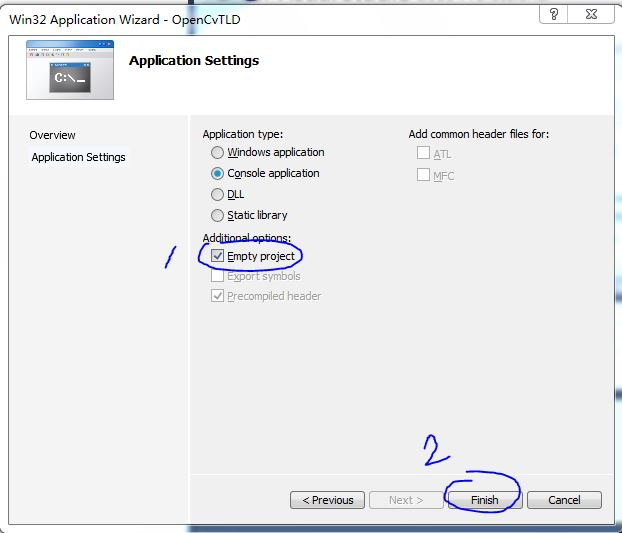 Win32 Application Wizard - OpenCvTLD
?
C:\_
Application Settings
Overview
Application Settings
Application type:
Windows application
Console application
DLL
Static library
Additional options:
Empty project
Export symbols
Precompiled header
Add common header files for:
ATL
MFC
1
2
< Previous
Next >
Finish
Cancel